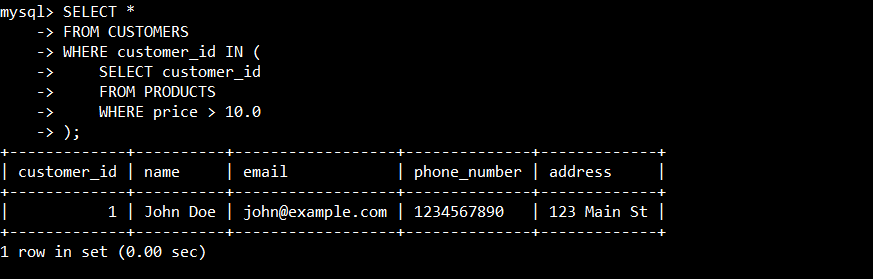 mysql> SELECT *
    -> FROM CUSTOMERS
    -> WHERE customer_id IN (
    ->     SELECT customer_id
    ->     FROM PRODUCTS
    ->     WHERE price > 10.0
    -> );
+-------------+----------+------------------+--------------+-------------+
| customer_id | name     | email            | phone_number | address     |
+-------------+----------+------------------+--------------+-------------+
|           1 | John Doe | john@example.com | 1234567890   | 123 Main St |
+-------------+----------+------------------+--------------+-------------+
1 row in set (0.00 sec)